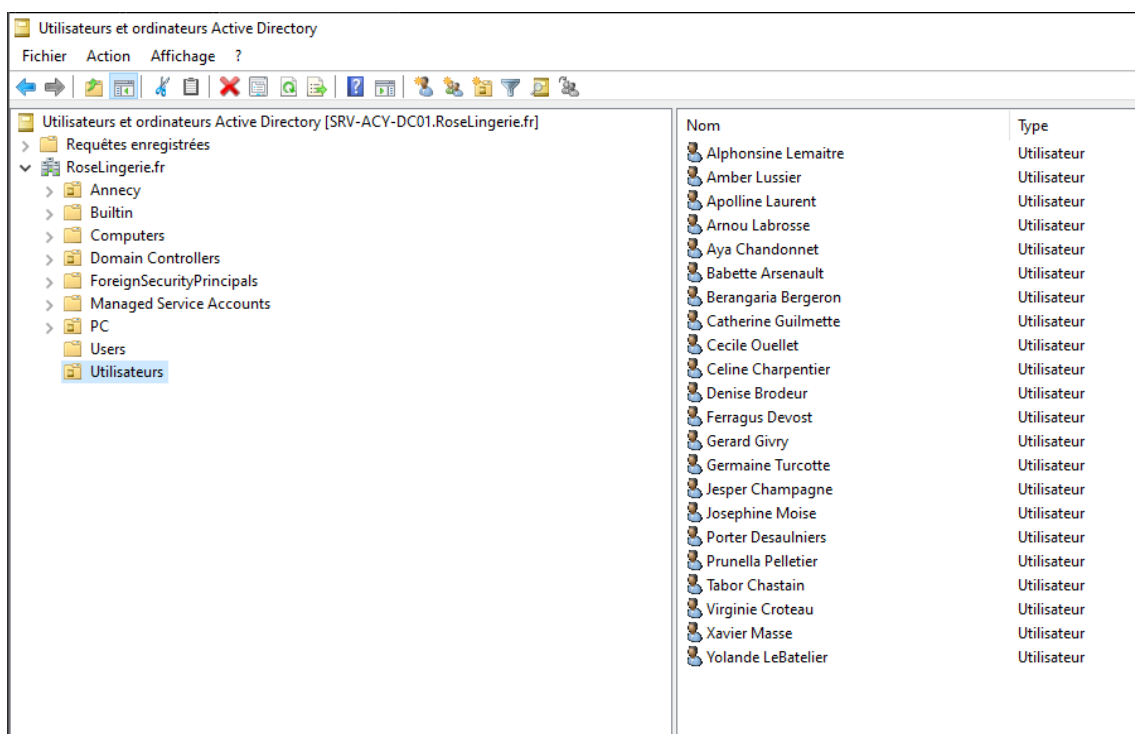 Utilisateurs et ordinateurs Active Directory
Fichier Action Affichage ?
Utilisateurs et ordinateurs Active Directory [SRV-ACY-DC01.RoseLingerie.fr]
Requêtes enregistrées
RoseLingerie.fr
Annecy
Builtin
Computers
Domain Controllers
ForeignSecurityPrincipals
Managed Service Accounts
PC
Users
Utilisateurs
Nom Type
Alphonsine Lemaitre Utilisateur
Amber Lussier Utilisateur
Apolline Laurent Utilisateur
Arnou Labrosse Utilisateur
Aya Chandonnet Utilisateur
Babette Arsenault Utilisateur
Berangaria Bergeron Utilisateur
Catherine Guilmette Utilisateur
Cecile Ouellet Utilisateur
Celine Charpentier Utilisateur
Denise Brodeur Utilisateur
Ferragus Devost Utilisateur
Gerard Givry Utilisateur
Germaine Turcotte Utilisateur
Jesper Champagne Utilisateur
Josephine Moise Utilisateur
Porter Desaulniers Utilisateur
Prunella Pelletier Utilisateur
Tabor Chastain Utilisateur
Virginie Croteau Utilisateur
Xavier Masse Utilisateur
Yolande LeBatelier Utilisateur